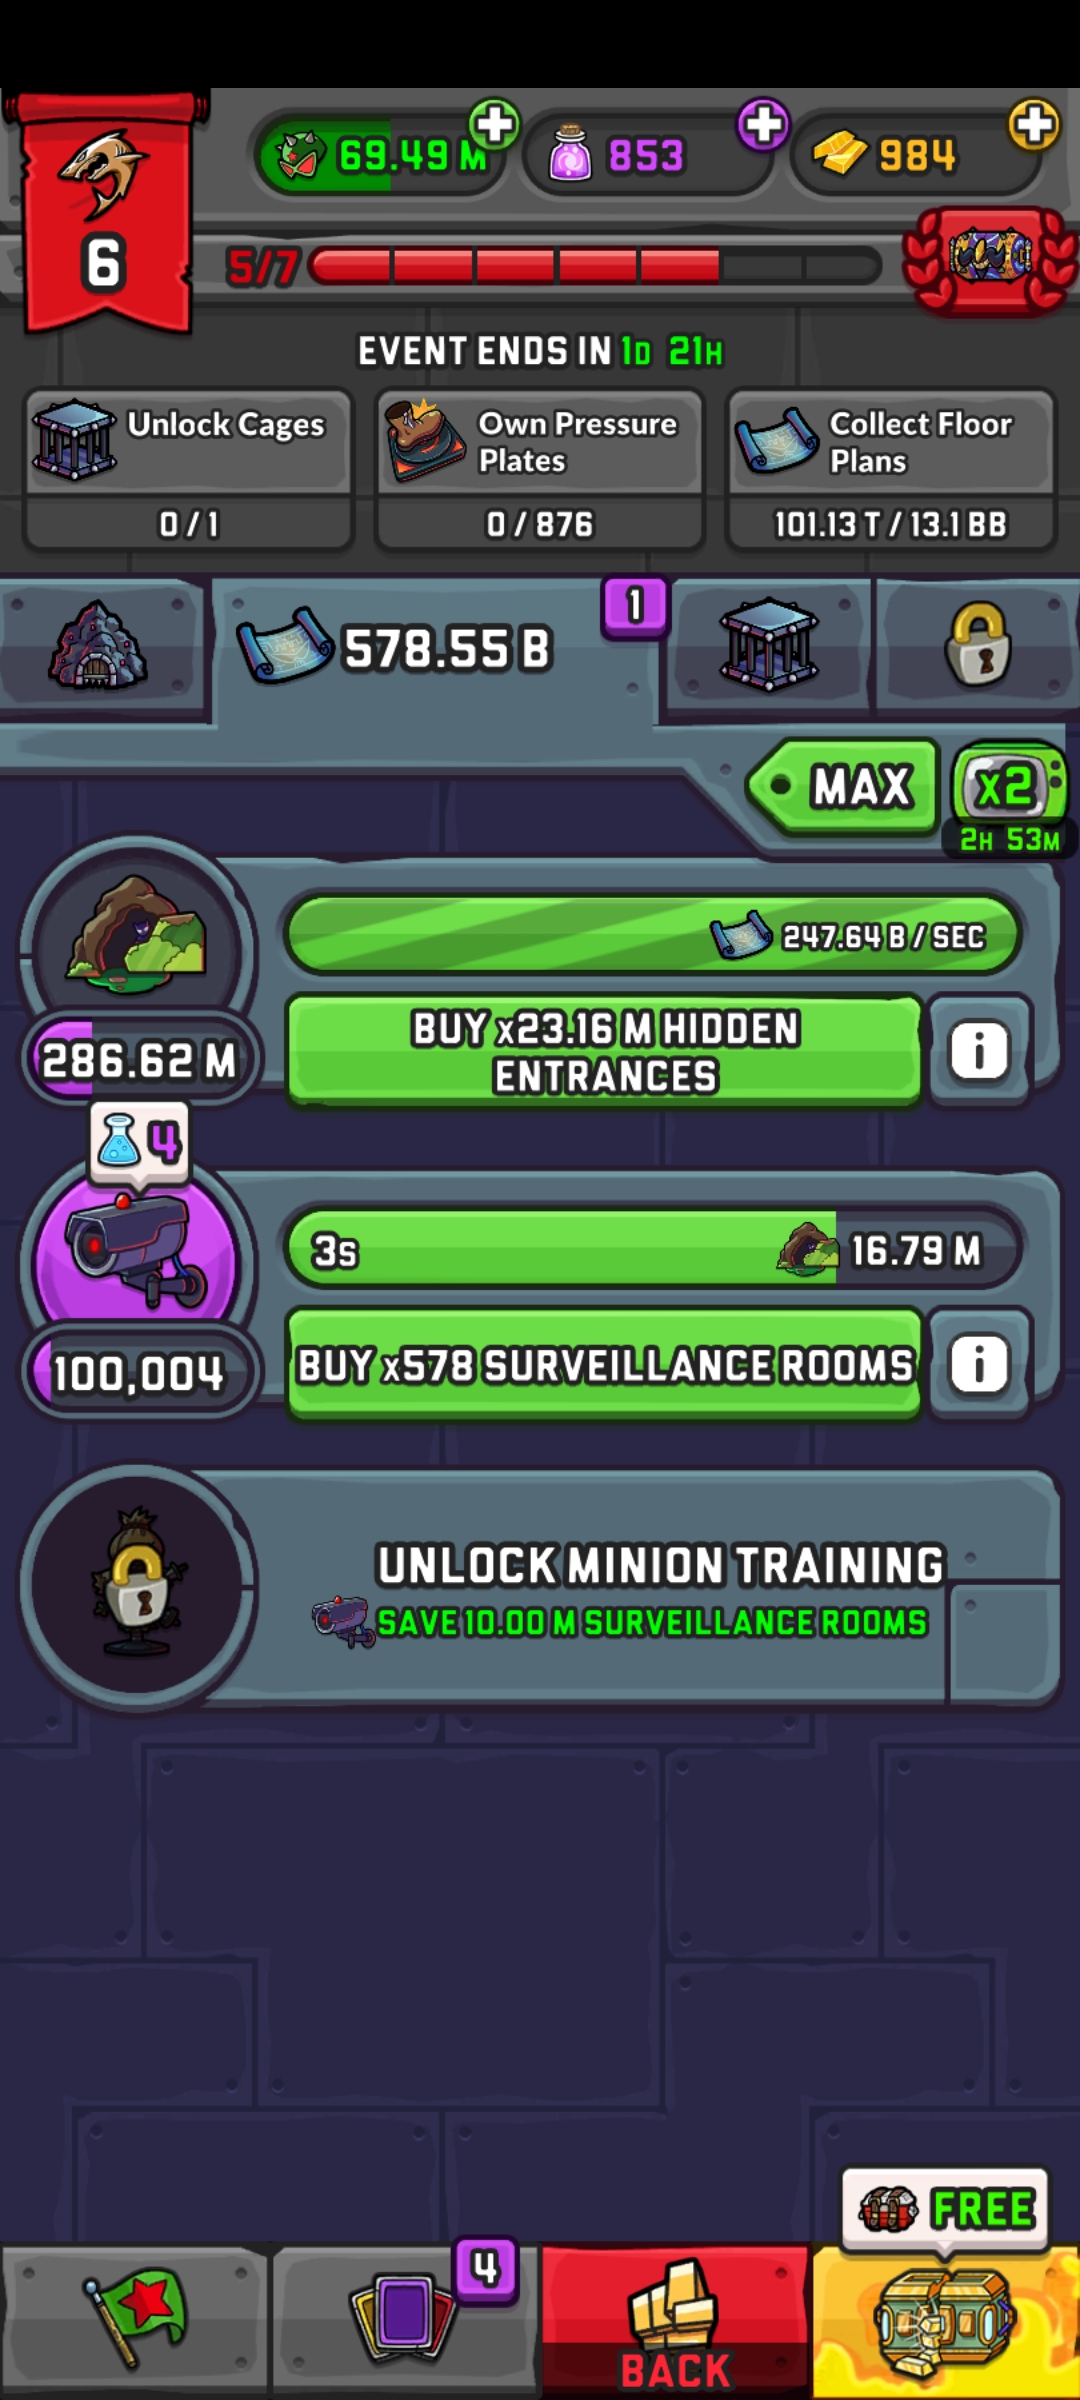 69.49 M
853
984
6
5/7
EVENT ENDS IN 1D 21H
Unlock Cages
0 / 1
Own Pressure
Plates
0 / 876
Collect Floor
Plans
101.13 T / 13.1 BB
578.55 B
1
MAX
x2
2H 53M
247.64 B / SEC
286.62 M
BUY x23.16 M HIDDEN
ENTRANCES
i
4
3s
16.79 M
100,004
BUY x578 SURVEILLANCE ROOMS
i
UNLOCK MINION TRAINING
SAVE 10.00 M SURVEILLANCE ROOMS
FREE
4
BACK